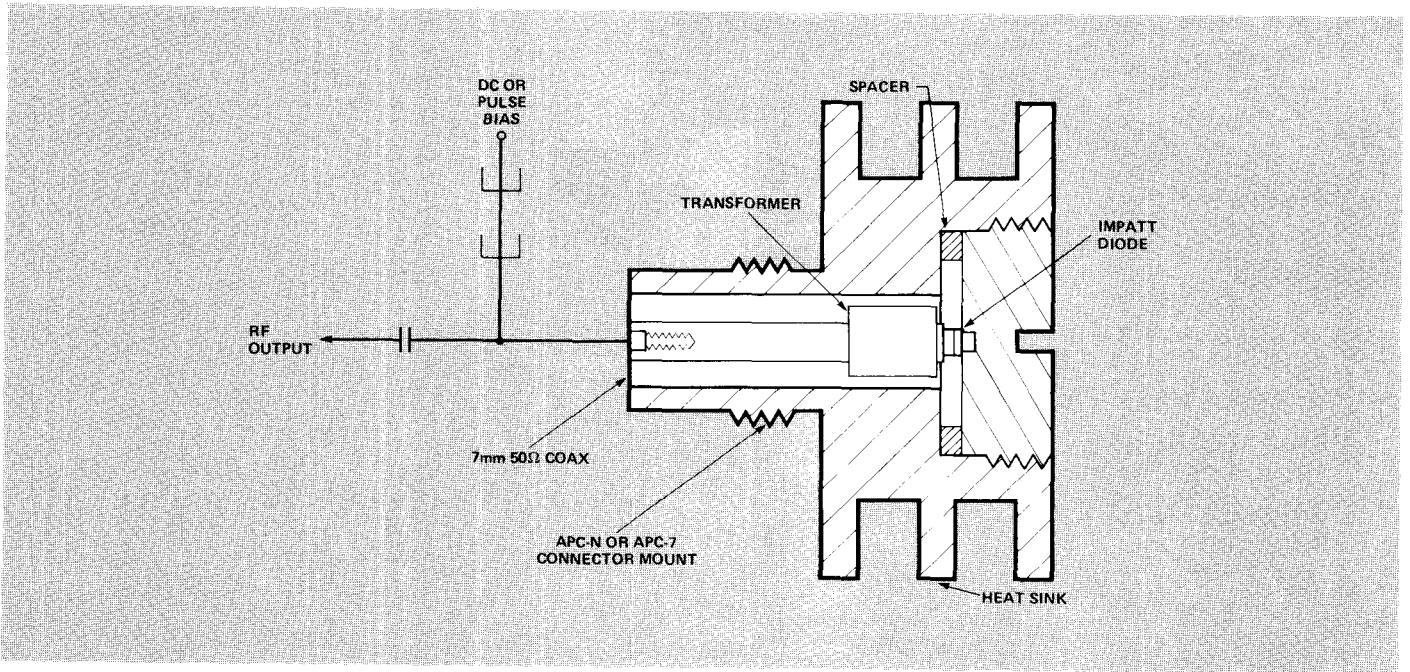 DC OR
PULSE
BIAS
SPACER
TRANSFORMER
IMPATT
DIODE
RF
OUTPUT
7mm 50Ω COAX
APC-N OR APC-7
CONNECTOR MOUNT
HEAT SINK